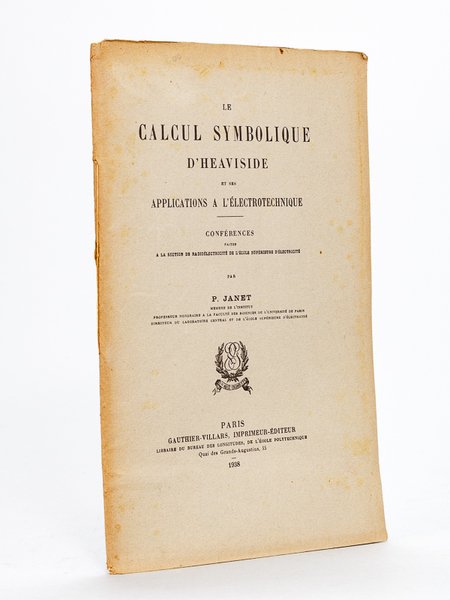 LE
CALCUL SYMBOLIQUE
D'HEAVISIDE
ET SES
APPLICATIONS A L'ÉLECTROTECHNIQUE
CONFÉRENCES
FAITES
A LA SECTION DE RADIOÉLECTRICITÉ DE L'ÉCOLE SUPÉRIEURE D'ÉLECTRICITÉ
PAR
P. JANET
MEMBRE DE L'INSTITUT
PROFESSEUR HONORAIRE A LA FACULTÉ DES SCIENCES DE L'UNIVERSITÉ DE PARIS
DIRECTEUR DU LABORATOIRE CENTRAL ET DE L'ÉCOLE SUPÉRIEURE D'ÉLECTRICITÉ
PARIS
GAUTHIER-VILLARS, IMPRIMEUR-ÉDITEUR
LIBRAIRE DU BUREAU DES LONGITUDES, DE L'ÉCOLE POLYTECHNIQUE
Quai des Grands-Augustins, 55
1938